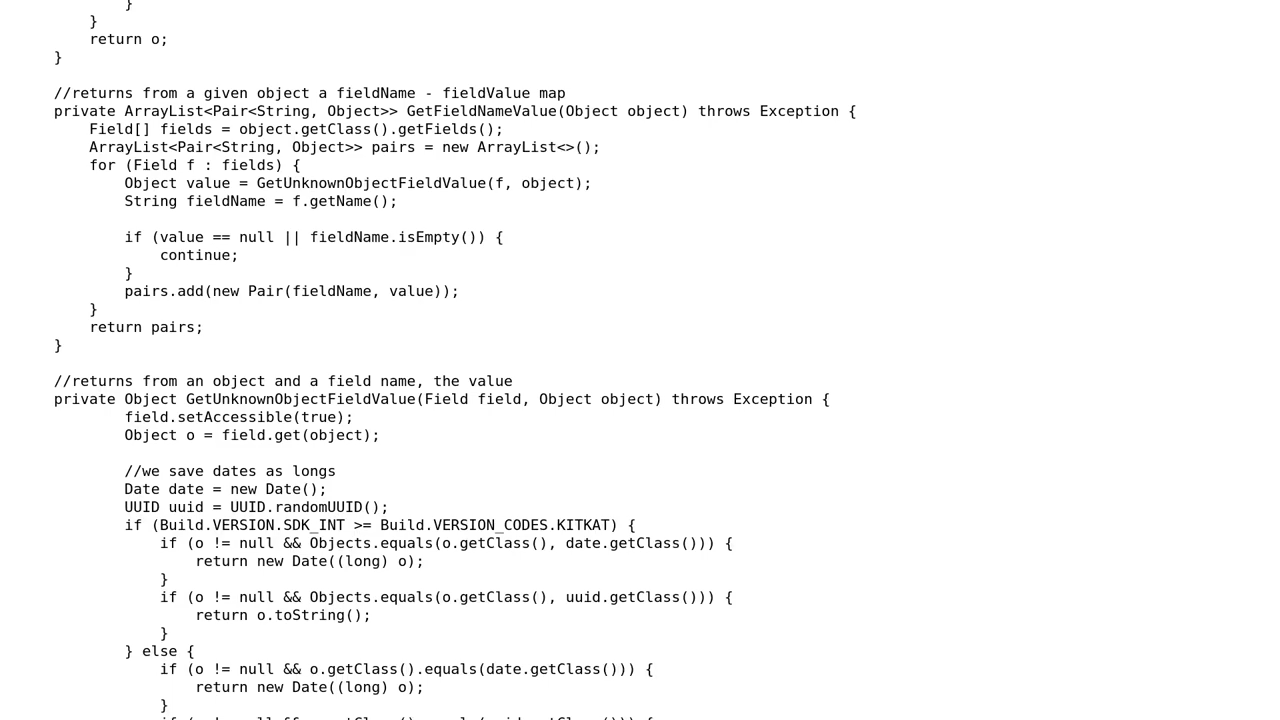 }
}
return o;
}
//returns from a given object a fieldName - fieldValue map
private ArrayList<Pair<String, Object>> GetFieldNameValue(Object object) throws Exception {
Field[] fields = object.getClass().getFields();
ArrayList<Pair<String, Object>> pairs = new ArrayList<>();
for (Field f : fields) {
Object value = GetUnknownObjectFieldValue(f, object);
String fieldName = f.getName();
if (value == null || fieldName.isEmpty()) {
continue;
}
pairs.add(new Pair(fieldName, value));
}
return pairs;
}
//returns from an object and a field name, the value
private Object GetUnknownObjectFieldValue(Field field, Object object) throws Exception {
field.setAccessible(true);
Object o = field.get(object);
//we save dates as longs
Date date = new Date();
UUID uuid = UUID.randomUUID();
if (Build.VERSION.SDK_INT >= Build.VERSION_CODES.KITKAT) {
if (o != null && Objects.equals(o.getClass(), date.getClass())) {
return new Date((long) o);
}
if (o != null && Objects.equals(o.getClass(), uuid.getClass())) {
return o.toString();
}
} else {
if (o != null && o.getClass().equals(date.getClass())) {
return new Date((long) o);
}